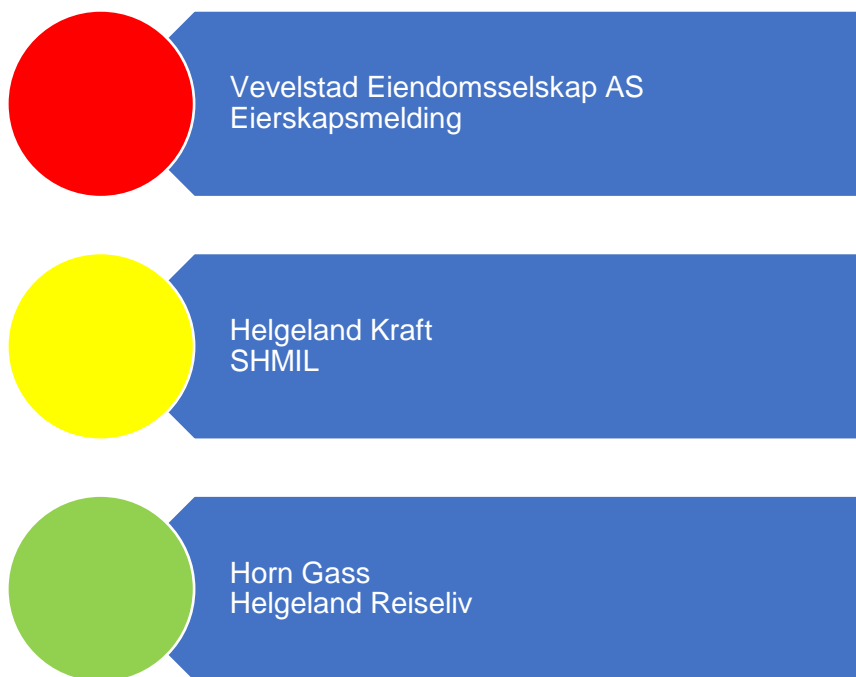 Vevelstad Eiendomsselskap AS
Eierskapsmelding
Helgeland Kraft
SHMIL
Horn Gass
Helgeland Reiseliv